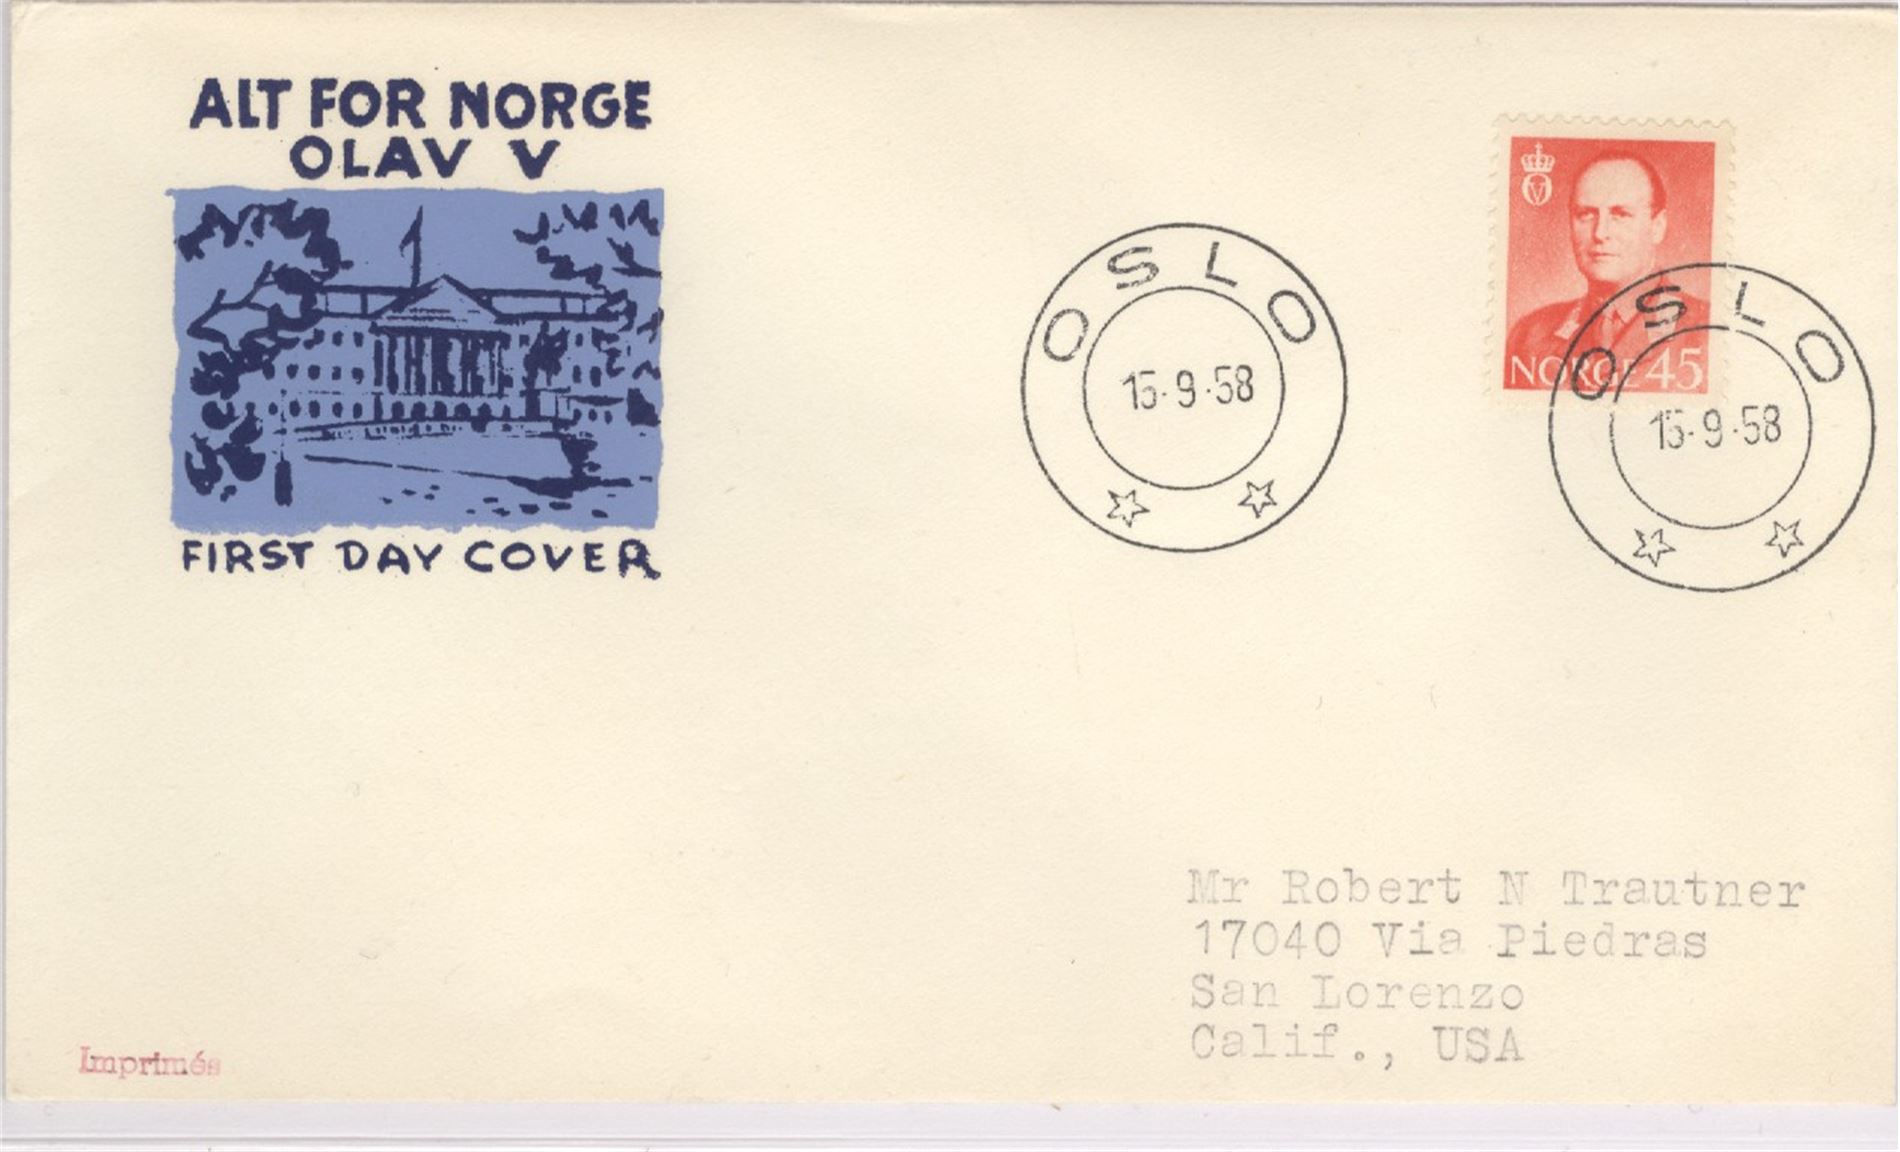 ALT FOR NORGE
OLAV V
FIRST DAY COVER
OSLO
15.9.58
V
NORGE 45
OSLO
15.9.58
Mr Robert N Trautner
17040 Via Piedras
San Lorenzo
Calif., USA
Imprimés